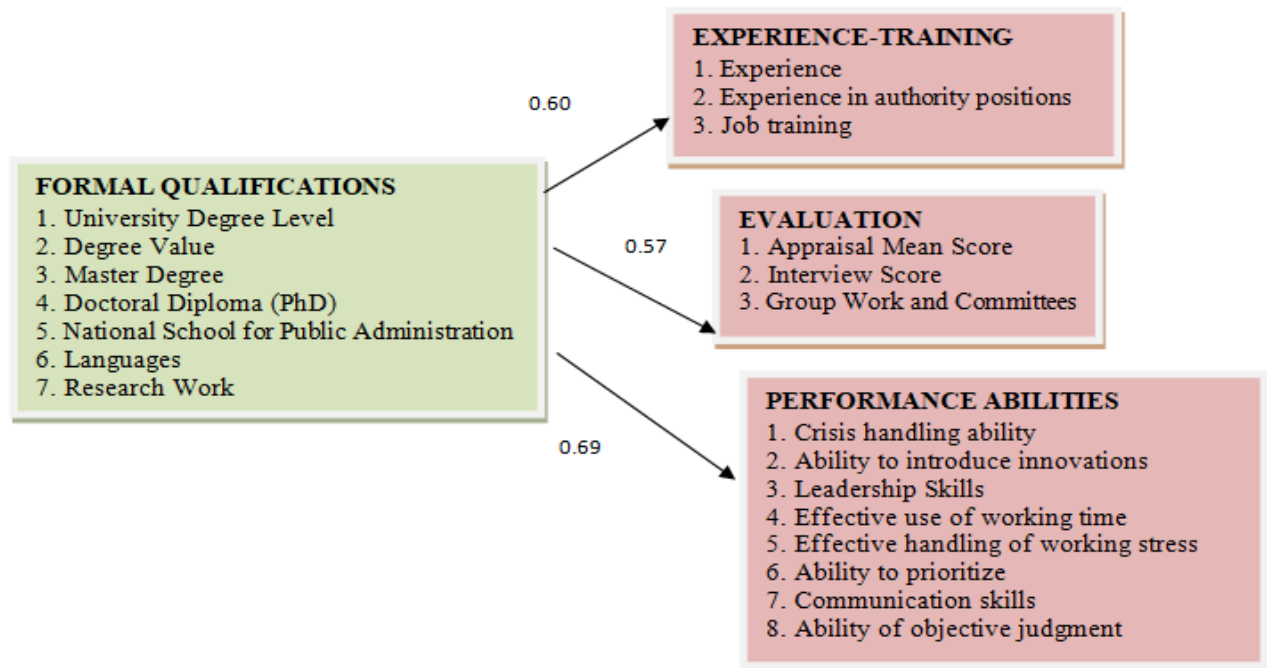 EXPERIENCE-TRAINING
1. Experience
2. Experience in authority positions
3. Job training
0.60
FORMAL QUALIFICATIONS
1. University Degree Level
2. Degree Value
3. Master Degree
4. Doctoral Diploma (PhD)
5. National School for Public Administration
6. Languages
7. Research Work
0.57
EVALUATION
1. Appraisal Mean Score
2. Interview Score
3. Group Work and Committees
0.69
PERFORMANCE ABILITIES
1. Crisis handling ability
2. Ability to introduce innovations
3. Leadership Skills
4. Effective use of working time
5. Effective handling of working stress
6. Ability to prioritize
7. Communication skills
8. Ability of objective judgment